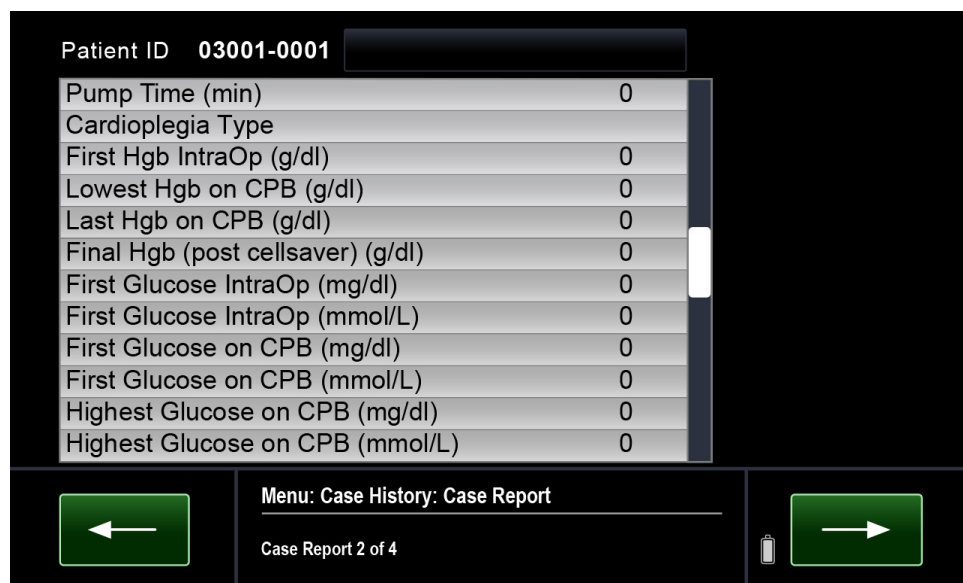 Patient ID 03001-0001
Pump Time (min) 0
Cardioplegia Type
First Hgb IntraOp (g/dl) 0
Lowest Hgb on CPB (g/dl) 0
Last Hgb on CPB (g/dl) 0
Final Hgb (post cellsaver) (g/dl) 0
First Glucose IntraOp (mg/dl) 0
First Glucose IntraOp (mmol/L) 0
First Glucose on CPB (mg/dl) 0
First Glucose on CPB (mmol/L) 0
Highest Glucose on CPB (mg/dl) 0
Highest Glucose on CPB (mmol/L) 0
Menu: Case History: Case Report
Case Report 2 of 4